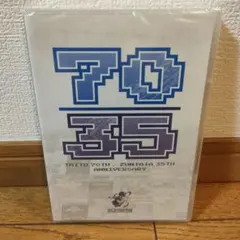 70
35
TAITO 70TH . ZUNTATA 35TH
ANNIVERSARY